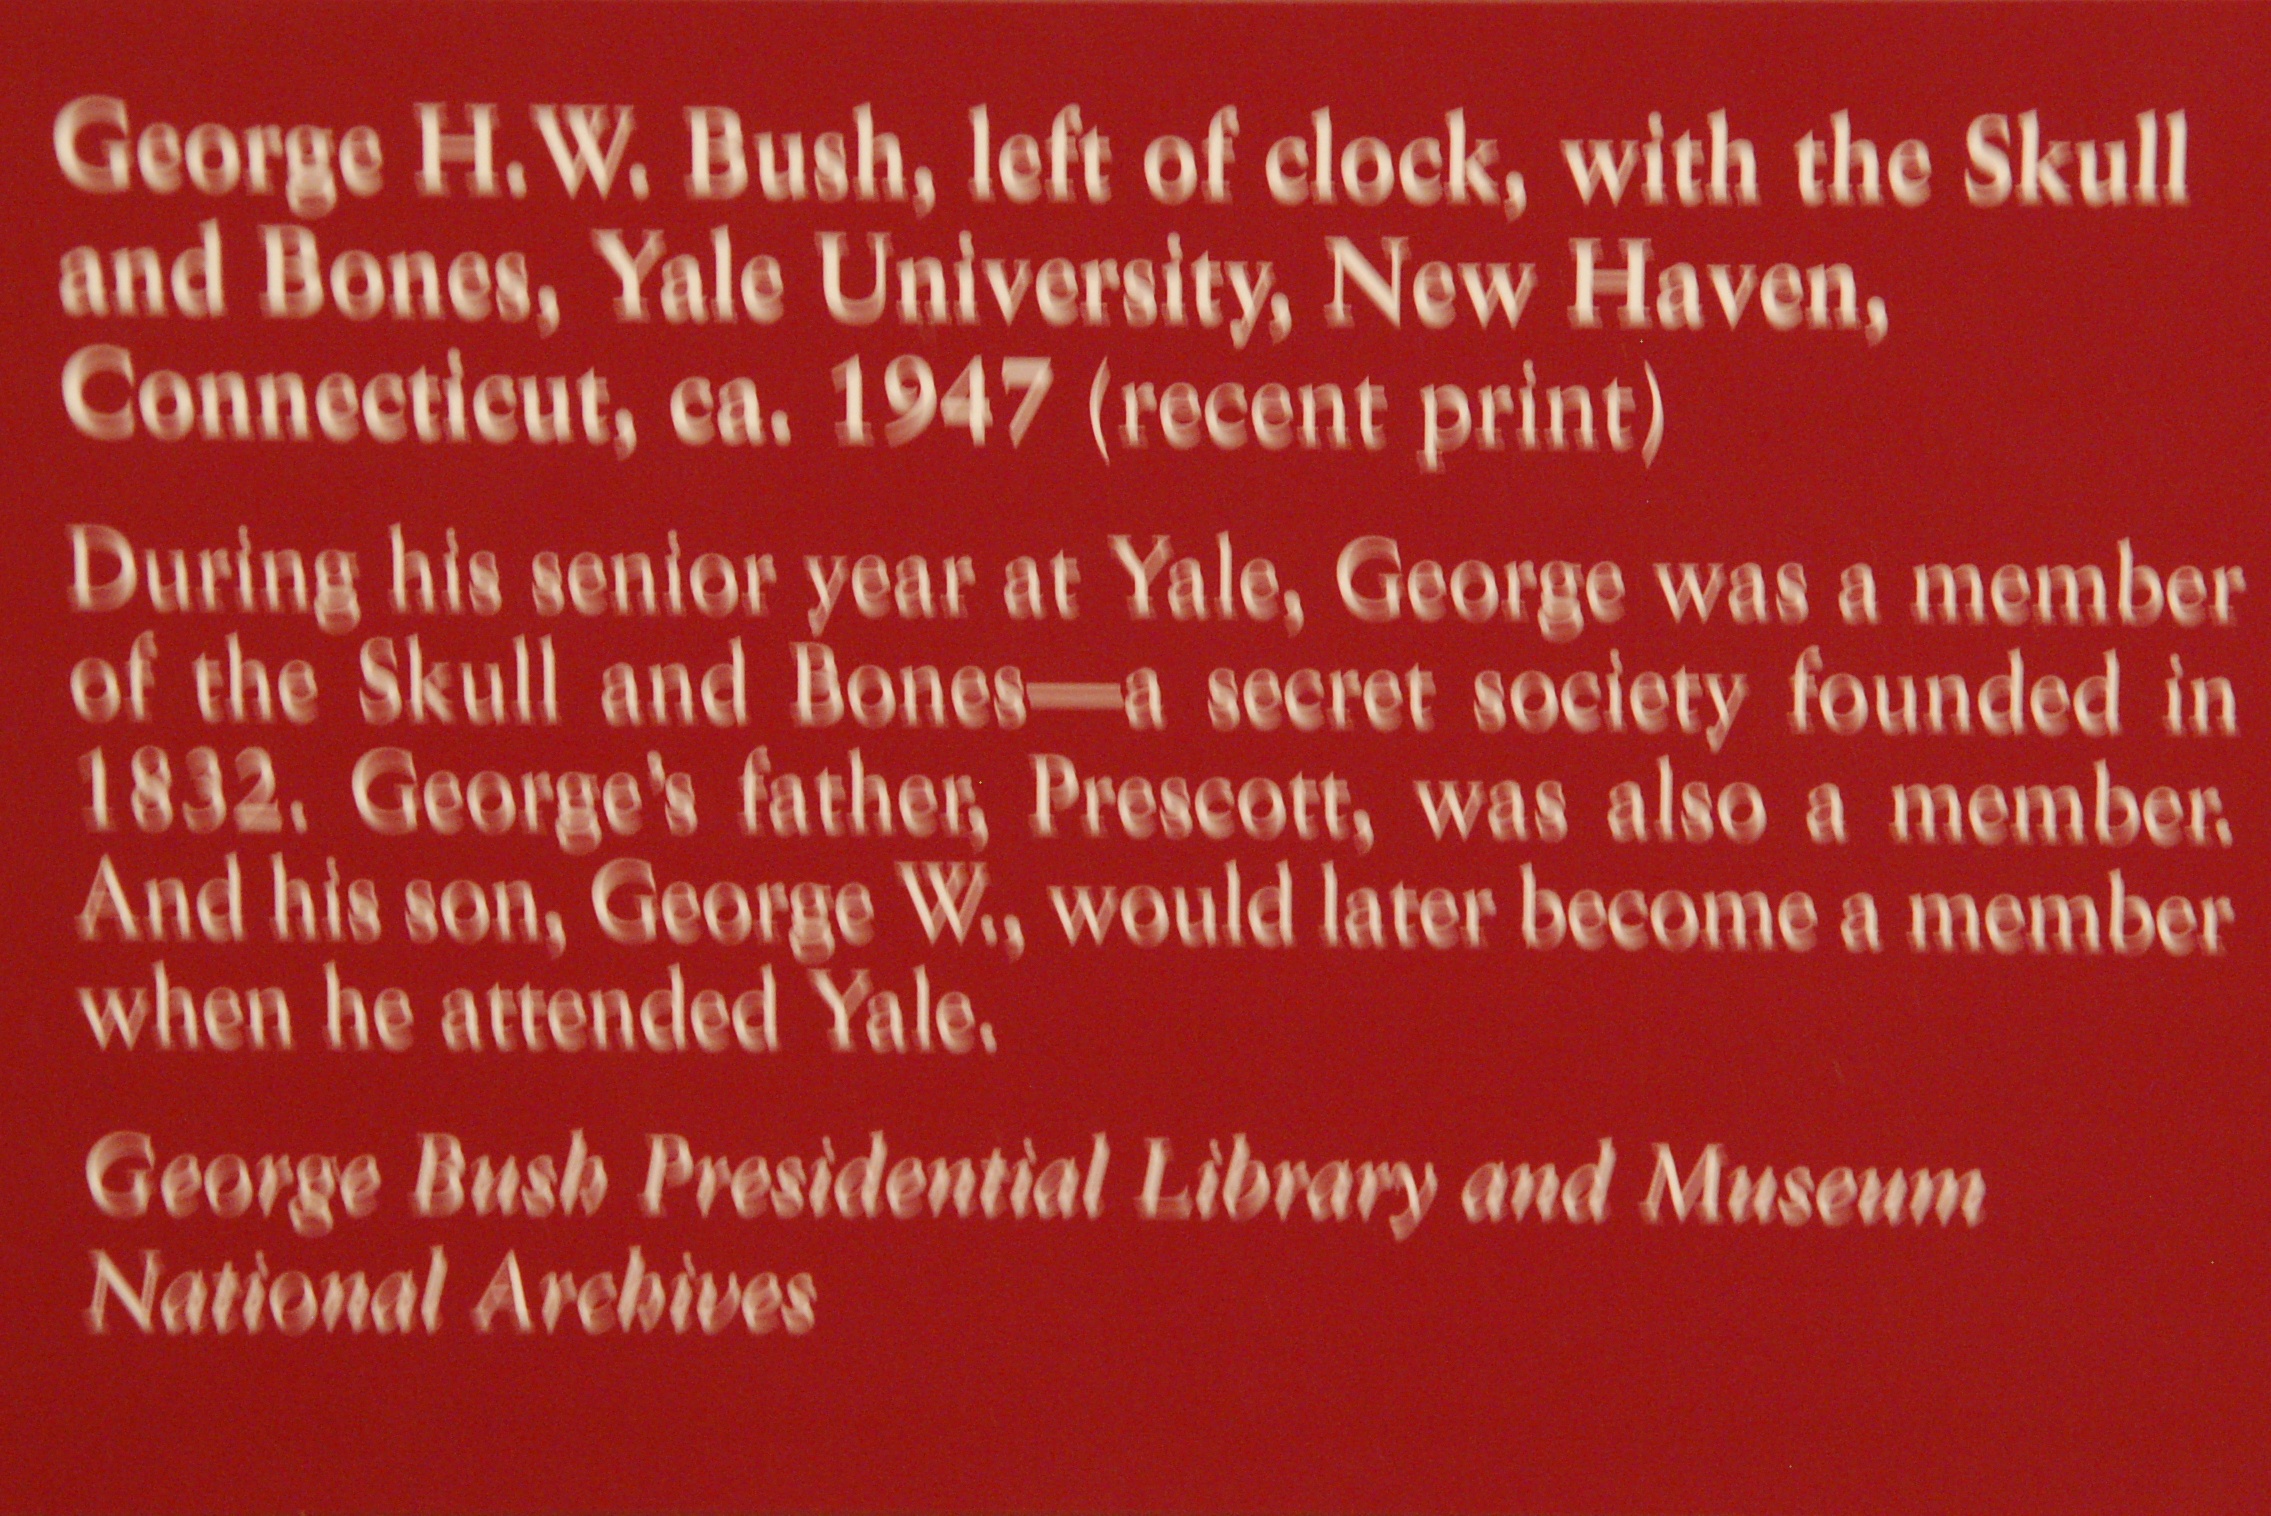 George H.W. Bush, left of clock, with the Skull
and Bones, Yale University, New Haven,
Connecticut, ca. 1947 (recent print)
During his senior year at Yale, George was a member
of the Skull and Bones—a secret society founded in
1832. George's father, Prescott, was also a member.
And his son, George W., would later become a member
when he attended Yale.
George Bush Presidential Library and Museum
National Archives